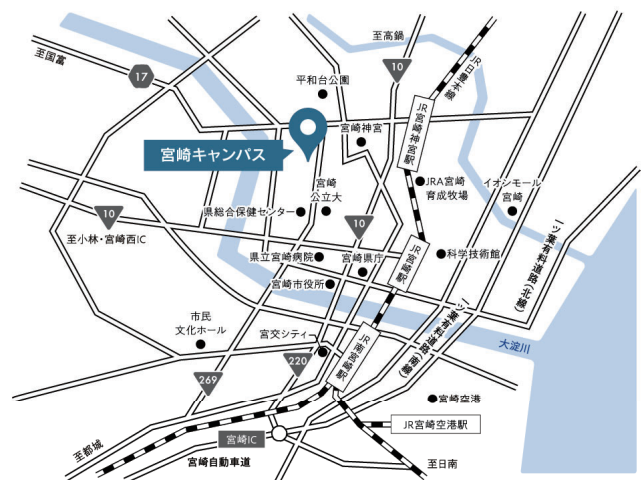 至高鍋
至国富
17
10
JR日豊本線
平和台公園
JR宮崎神宮駅
宮崎神宮
宮崎キャンパス
JRA宮崎
育成牧場
イオンモール
宮崎
宮崎
公立大
県総合保健センター
10
10
至小林・宮崎西IC
JR宮崎駅
科学技術館
一ツ葉有料道路(北線)
県立宮崎病院
宮崎県庁
宮崎市役所
一ツ葉有料道路(南線)
市民
文化ホール
大淀川
宮交シティ
JR南宮崎駅
220
269
宮崎空港
JR宮崎空港駅
宮崎IC
至都城
宮崎自動車道
至日南